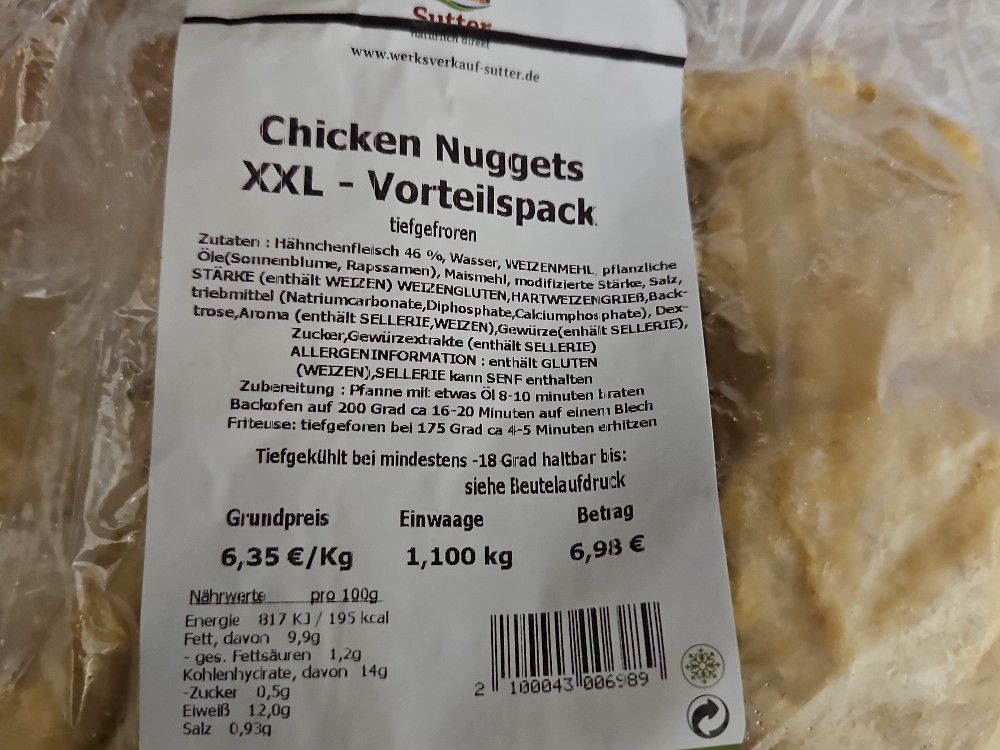 Sutter
natürlich direkt
www.werksverkauf-sutter.de
Chicken Nuggets
XXL - Vorteilspack
tiefgefroren
Zutaten : Hähnchenfleisch 46 %, Wasser, WEIZENMEHL, pflanzliche
Öle(Sonnenblume, Rapssamen), Maismehl, modifizierte Stärke, Salz,
STÄRKE (enthält WEIZEN) WEIZENGLUTEN,HARTWEIZENGRIEß,Back-
triebmittel (Natriumcarbonate,Diphosphate,Calciumphosphate), Dex-
trose,Aroma (enthält SELLERIE,WEIZEN),Gewürze(enhält SELLERIE),
Zucker,Gewürzextrakte (enthält SELLERIE)
ALLERGENINFORMATION : enthält GLUTEN
(WEIZEN),SELLERIE kann SENF enthalten
Zubereitung : Pfanne mit etwas Öl 8-10 minuten braten
Backofen auf 200 Grad ca 16-20 Minuten auf einem Blech
Friteuse: tiefgeforen bei 175 Grad ca 4-5 Minuten erhitzen
Tiefgekühlt bei mindestens -18 Grad haltbar bis:
siehe Beutelaufdruck
Grundpreis Einwaage Betrag
6,35 €/Kg 1,100 kg 6,98 €
Nährwerte pro 100g
Energie 817 KJ / 195 kcal
Fett, davon 9,9g
- ges. Fettsäuren 1,2g
Kohlenhydrate, davon 14g
-Zucker 0,5g
Eiweiß 12,0g
Salz 0,93g
2 100043 006989